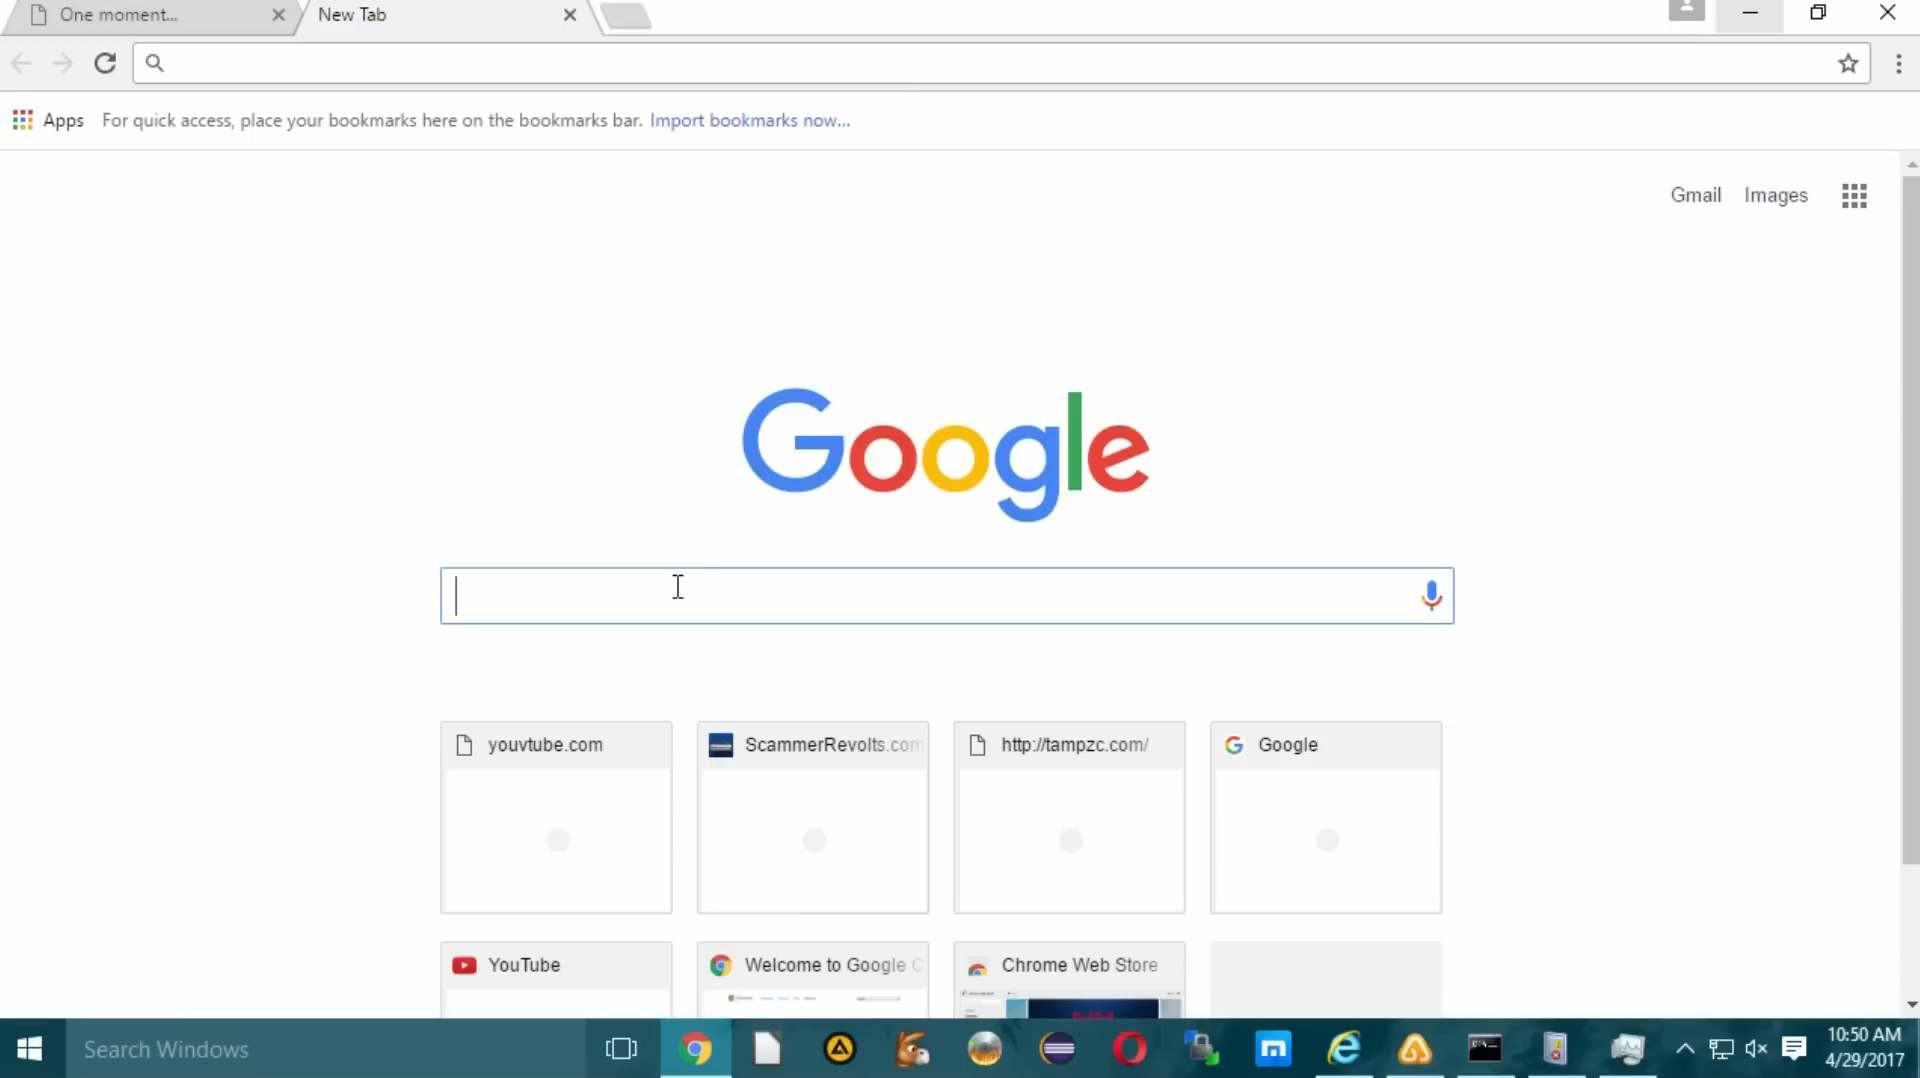 One moment...
New Tab
Apps For quick access, place your bookmarks here on the bookmarks bar. Import bookmarks now...
Gmail Images
Google
youvtube.com
ScammerRevolts.com
http://tampzc.com/
Google
YouTube
Welcome to Google C
Chrome Web Store
Search Windows
10:50 AM
4/29/2017